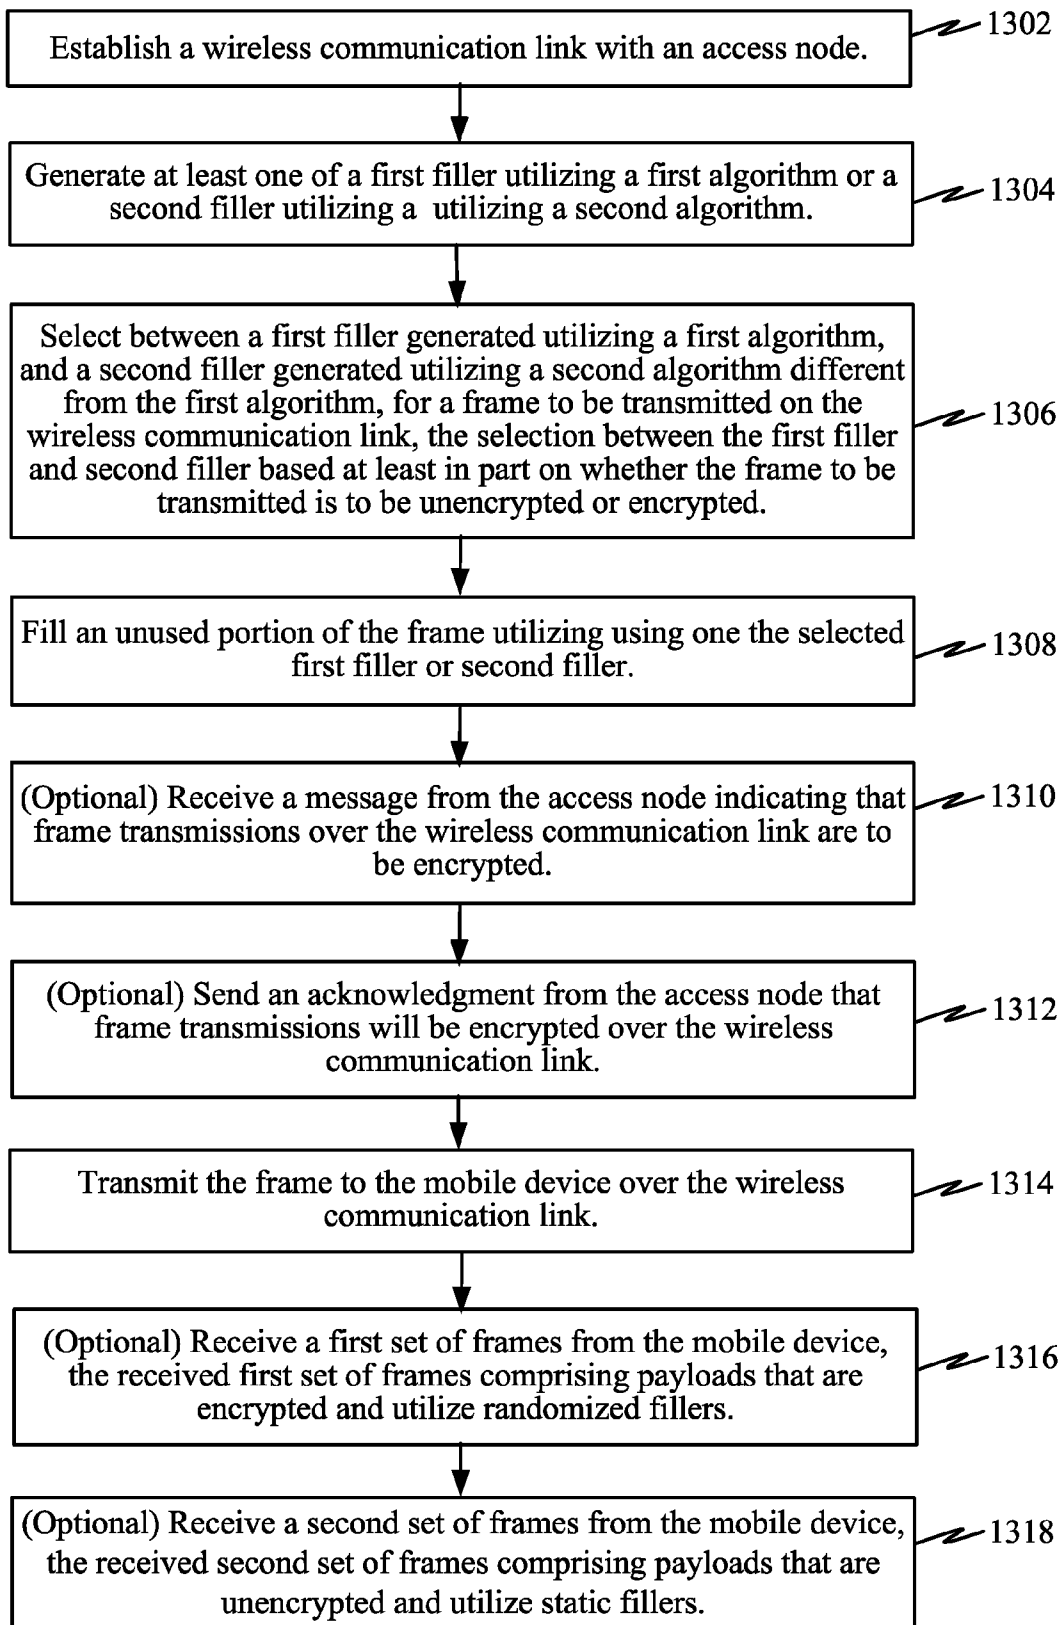 Establish a wireless communication link with an access node.
1302
Generate at least one of a first filler utilizing a first algorithm or a
second filler utilizing a utilizing a second algorithm.
1304
Select between a first filler generated utilizing a first algorithm,
and a second filler generated utilizing a second algorithm different
from the first algorithm, for a frame to be transmitted on the
wireless communication link, the selection between the first filler
and second filler based at least in part on whether the frame to be
transmitted is to be unencrypted or encrypted.
1306
Fill an unused portion of the frame utilizing using one the selected
first filler or second filler.
1308
(Optional) Receive a message from the access node indicating that
frame transmissions over the wireless communication link are to
be encrypted.
1310
(Optional) Send an acknowledgment from the access node that
frame transmissions will be encrypted over the wireless
communication link.
1312
Transmit the frame to the mobile device over the wireless
communication link.
1314
(Optional) Receive a first set of frames from the mobile device,
the received first set of frames comprising payloads that are
encrypted and utilize randomized fillers.
1316
(Optional) Receive a second set of frames from the mobile device,
the received second set of frames comprising payloads that are
unencrypted and utilize static fillers.
1318